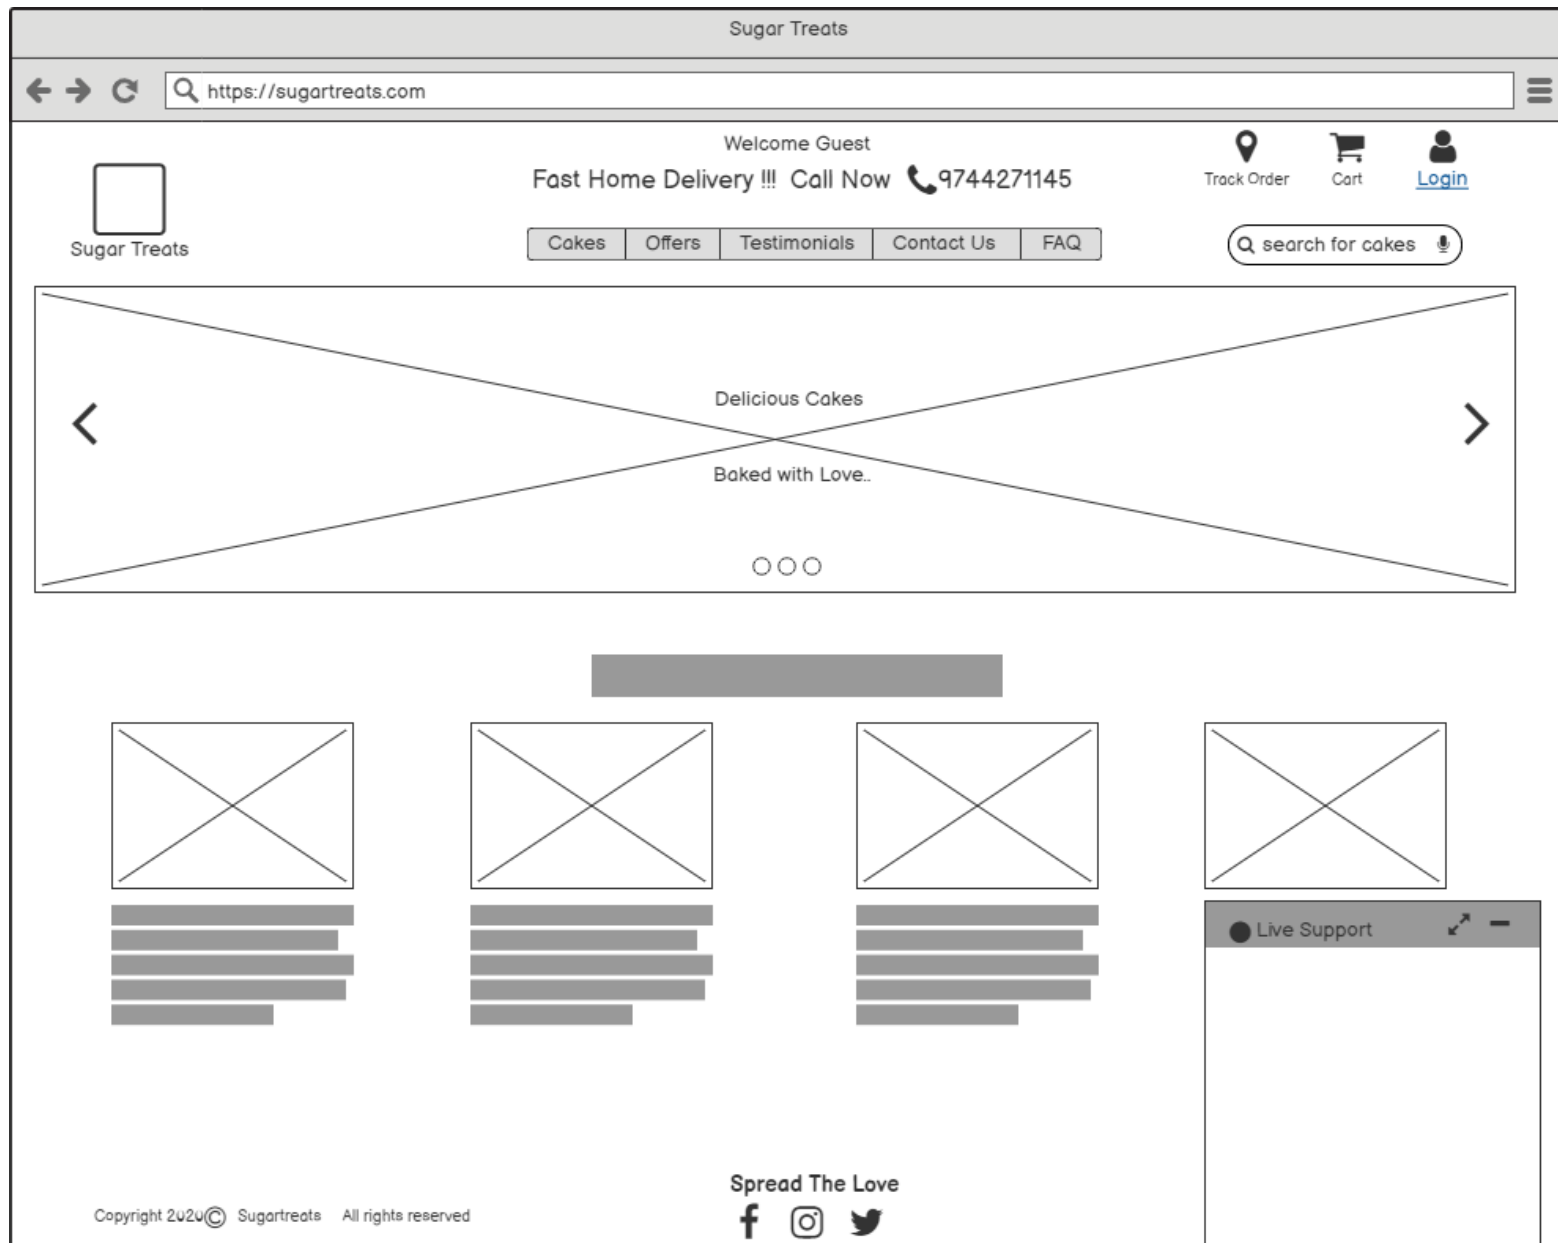 Sugar Treats
https://sugartreats.com
Welcome Guest
Fast Home Delivery !!! Call Now 9744271145
Track Order
Cart
Login
Sugar Treats
Cakes
Offers
Testimonials
Contact Us
FAQ
search for cakes
Delicious Cakes
Baked with Love..
Live Support
Spread The Love
Copyright 2020© Sugartreats All rights reserved